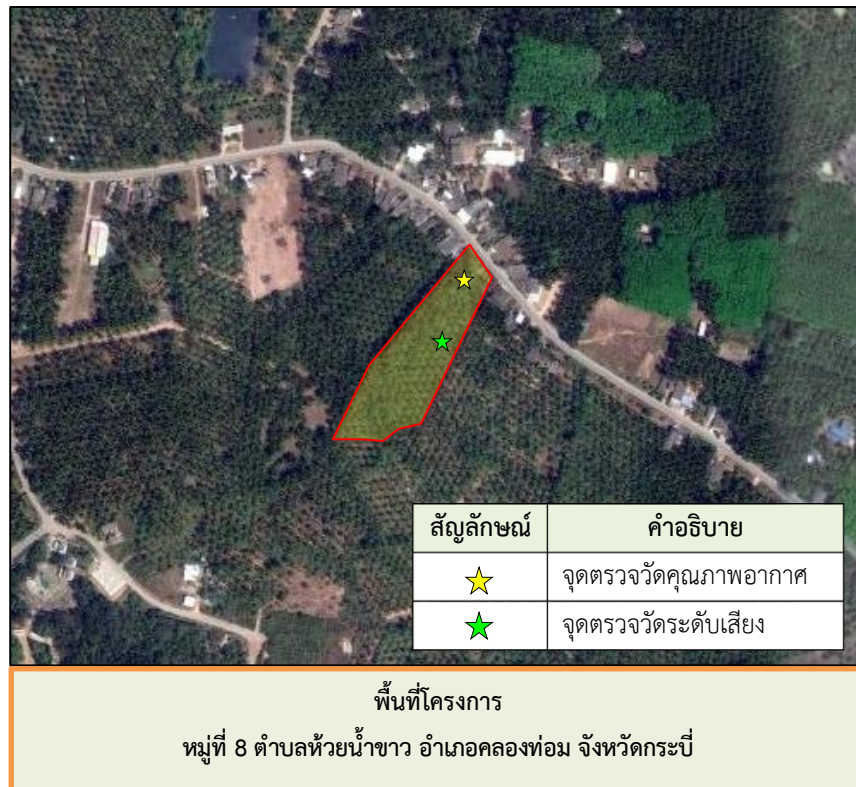 สัญลักษณ์ คำอธิบาย
จุดตรวจวัดคุณภาพอากาศ
จุดตรวจวัดระดับเสียง
พื้นที่โครงการ
หมู่ที่ 8 ตำบลห้วยน้ำขาว อำเภอคลองท่อม จังหวัดกระบี่